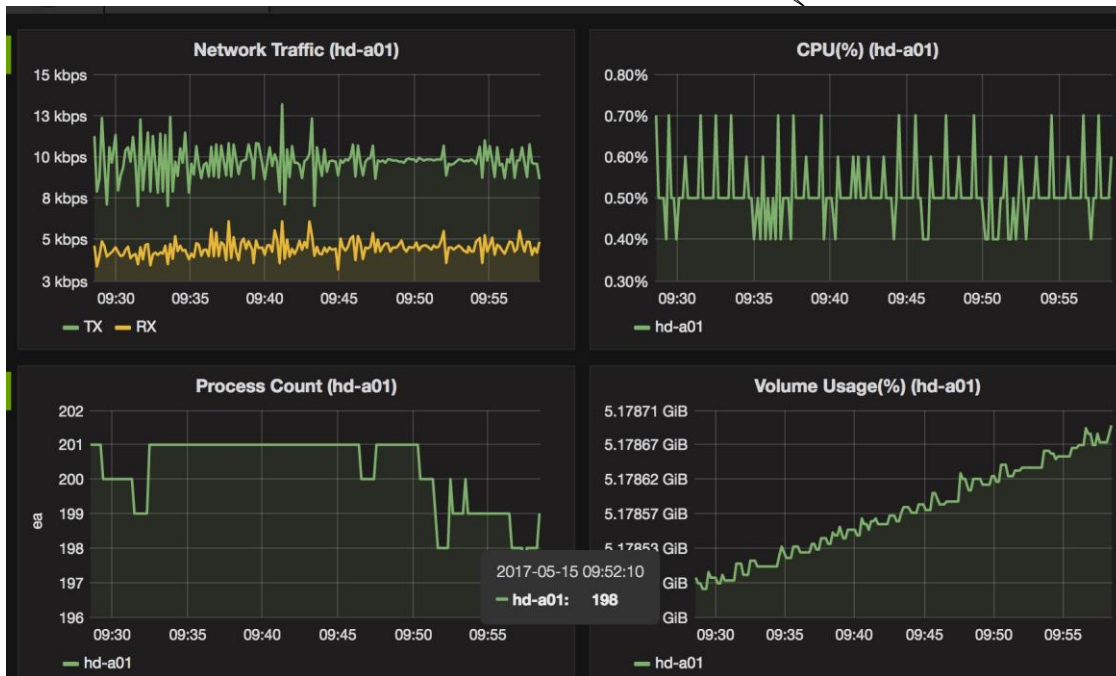 Network Traffic (hd-a01)
15 kbps
13 kbps
10 kbps
8 kbps
5 kbps
3 kbps
09:30 09:35 09:40 09:45 09:50 09:55
TX RX
CPU(%) (hd-a01)
0.80%
0.70%
0.60%
0.50%
0.40%
0.30%
09:30 09:35 09:40 09:45 09:50 09:55
hd-a01
Process Count (hd-a01)
202
201
200
199
198
197
196
ea
09:30 09:35 09:40 09:45 09:50 09:55
hd-a01
2017-05-15 09:52:10
hd-a01: 198
Volume Usage(%) (hd-a01)
5.17871 GiB
5.17867 GiB
5.17862 GiB
5.17857 GiB
5.17853 GiB
GiB
GiB
09:30 09:35 09:40 09:45 09:50 09:55
hd-a01